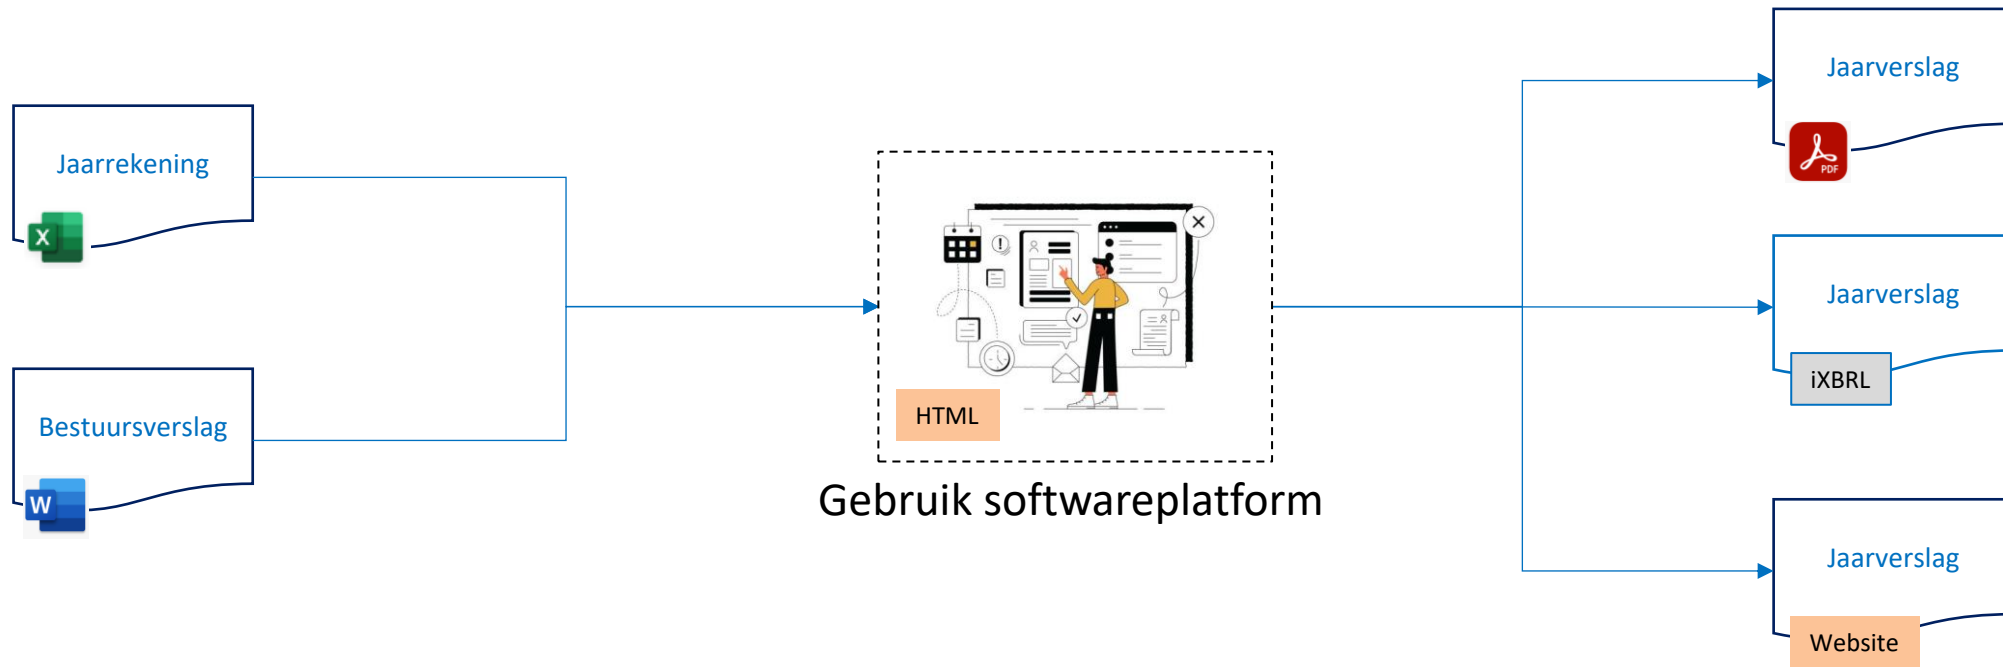 Jaarrekening
X
Bestuursverslag
W
HTML
Gebruik softwareplatform
Jaarverslag
PDF
Jaarverslag
iXBRL
Jaarverslag
Website